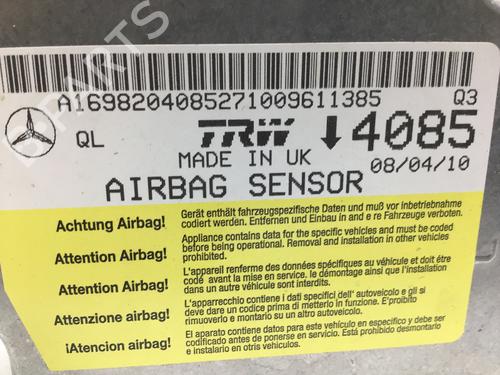 A1698204085271009611385 Q3
QL TRW 4085
MADE IN UK 08/04/10
AIRBAG SENSOR
Achtung Airbag! Gerät enthält fahrzeugspezifische Daten und muß vor inbetriebnahme
codiert werden. Entfernen und Einbau in and e re Fahrzeuge verboten.
Attention Airbag! Appliance contains data for the specific vehicles and must be coded
before being operational. Removal and installation in other vehicles
prohibited.
Attention Airbag! L'appareil renferme des données spécifiques au véhicule et doit être
codé avant la mise en service. le démontage ainsi que l'installation
dans un autre véhicule sont interdits.
Attenzione airbag! L'apparecchio contiene i dati specifici dell' autoveicolo e gli si
deve dare un codice prima di metterlo in funzione. E'proibito
rimuoverlo e montarlo su altro autoveicolo.
¡Atencion airbag! El aparato contiene datos para este vehículo en especifico y debe ser
codificado antes de ponerse en servicio. Está prohibido desmontarlo
e instalarlo en otro vehículo.